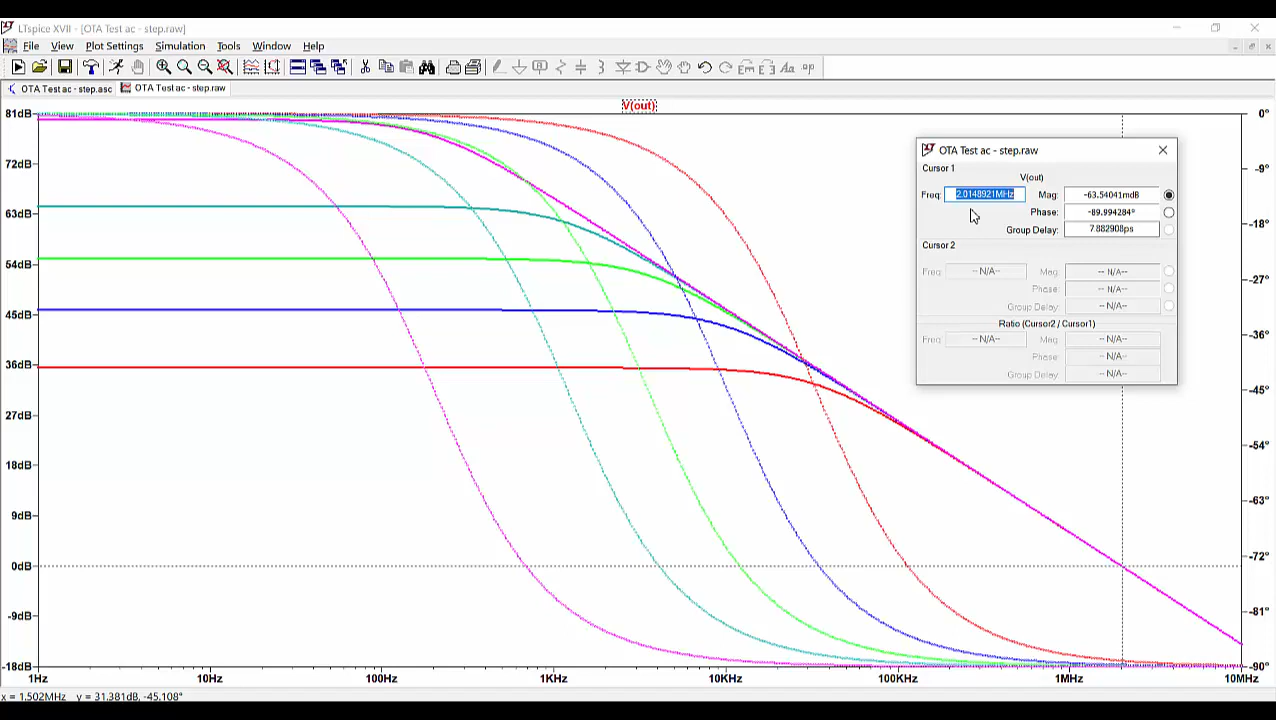 LTspice XVII - [OTA Test ac - step.raw]
File View Plot Settings Simulation Tools Window Help
OTA Test ac - step.asc OTA Test ac - step.raw
V(out)
81dB
72dB
63dB
54dB
45dB
36dB
27dB
18dB
9dB
0dB
-9dB
-18dB
0°
-9°
-18°
-27°
-36°
-45°
-54°
-63°
-72°
-81°
-90°
OTA Test ac - step.raw
Cursor 1
V(out)
Freq: 2.0148921MHz Mag: -63.54041mdB
Phase: -89.994284°
Group Delay: 7.882908ps
Cursor 2
Freq: -- N/A-- Mag: -- N/A--
Phase: -- N/A--
Group Delay: -- N/A--
Ratio (Cursor2 / Cursor1)
Freq: -- N/A-- Mag: -- N/A--
Phase: -- N/A--
Group Delay: -- N/A--
1Hz 10Hz 100Hz 1KHz 10KHz 100KHz 1MHz 10MHz
x = 1.502MHz y = 31.381dB, -45.108°